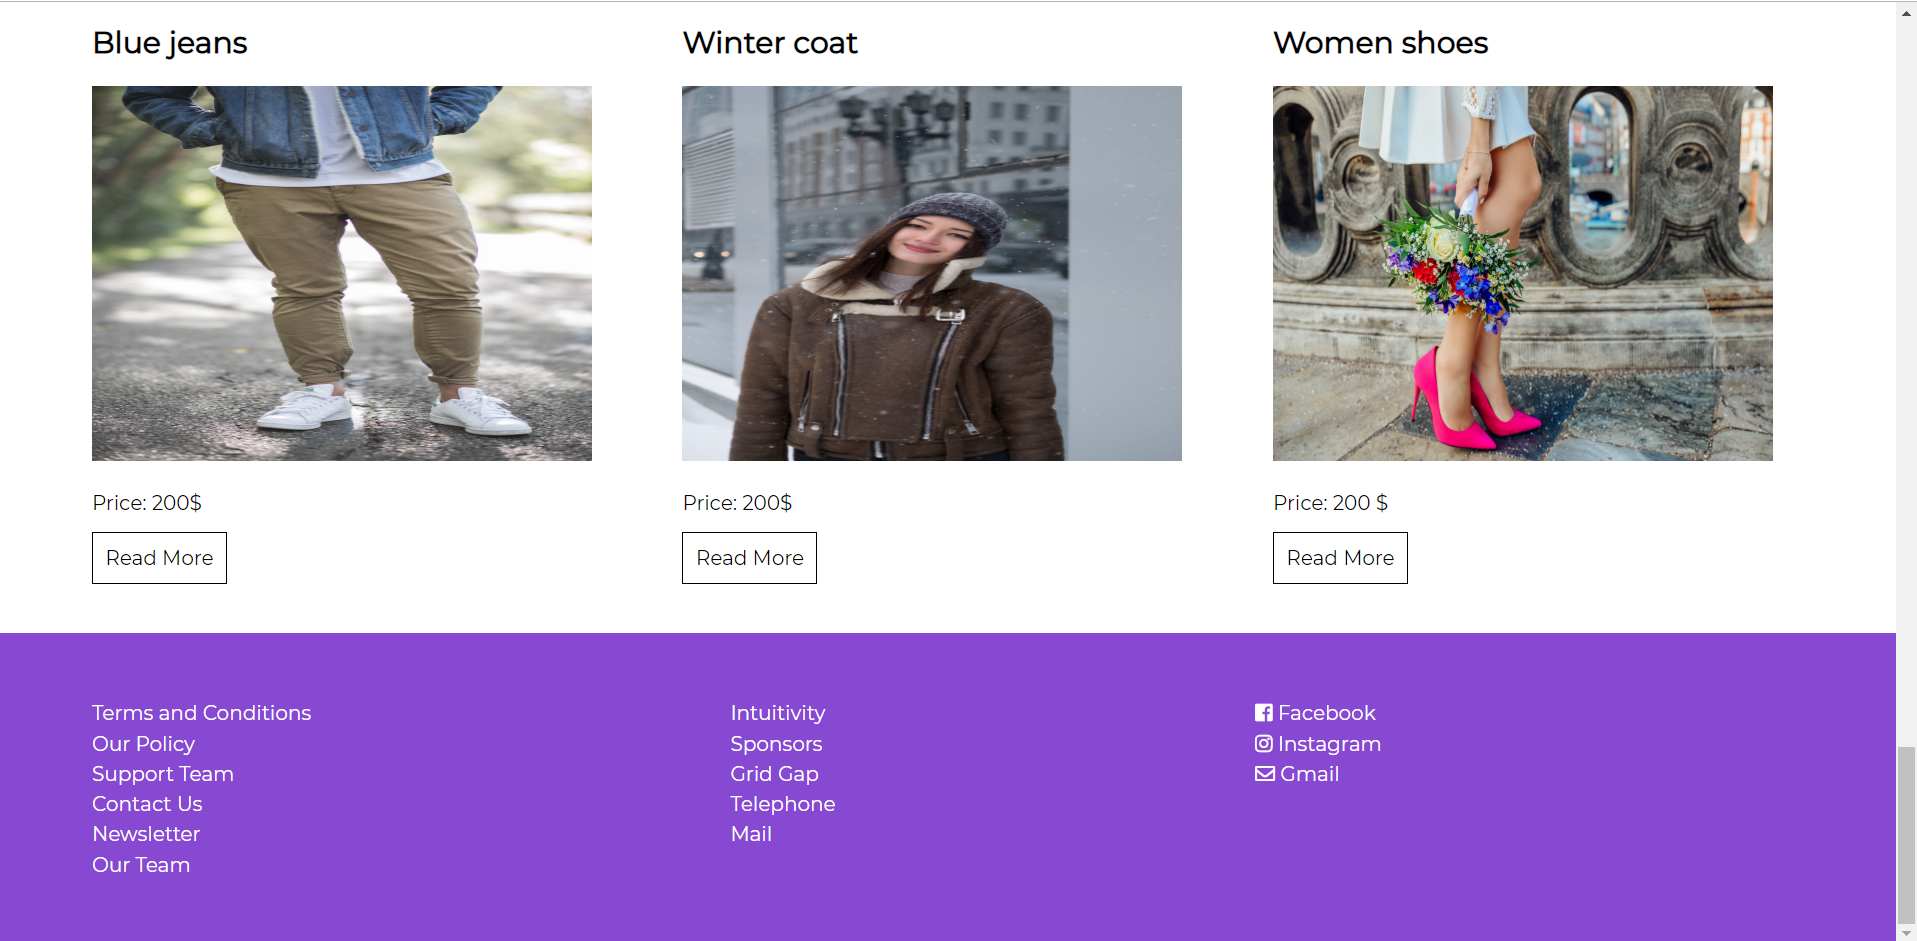 Blue jeans
Winter coat
Women shoes
Price: 200$
Read More
Price: 200$
Read More
Price: 200 $
Read More
Terms and Conditions
Our Policy
Support Team
Contact Us
Newsletter
Our Team
Intuitivity
Sponsors
Grid Gap
Telephone
Mail
Facebook
Instagram
Gmail